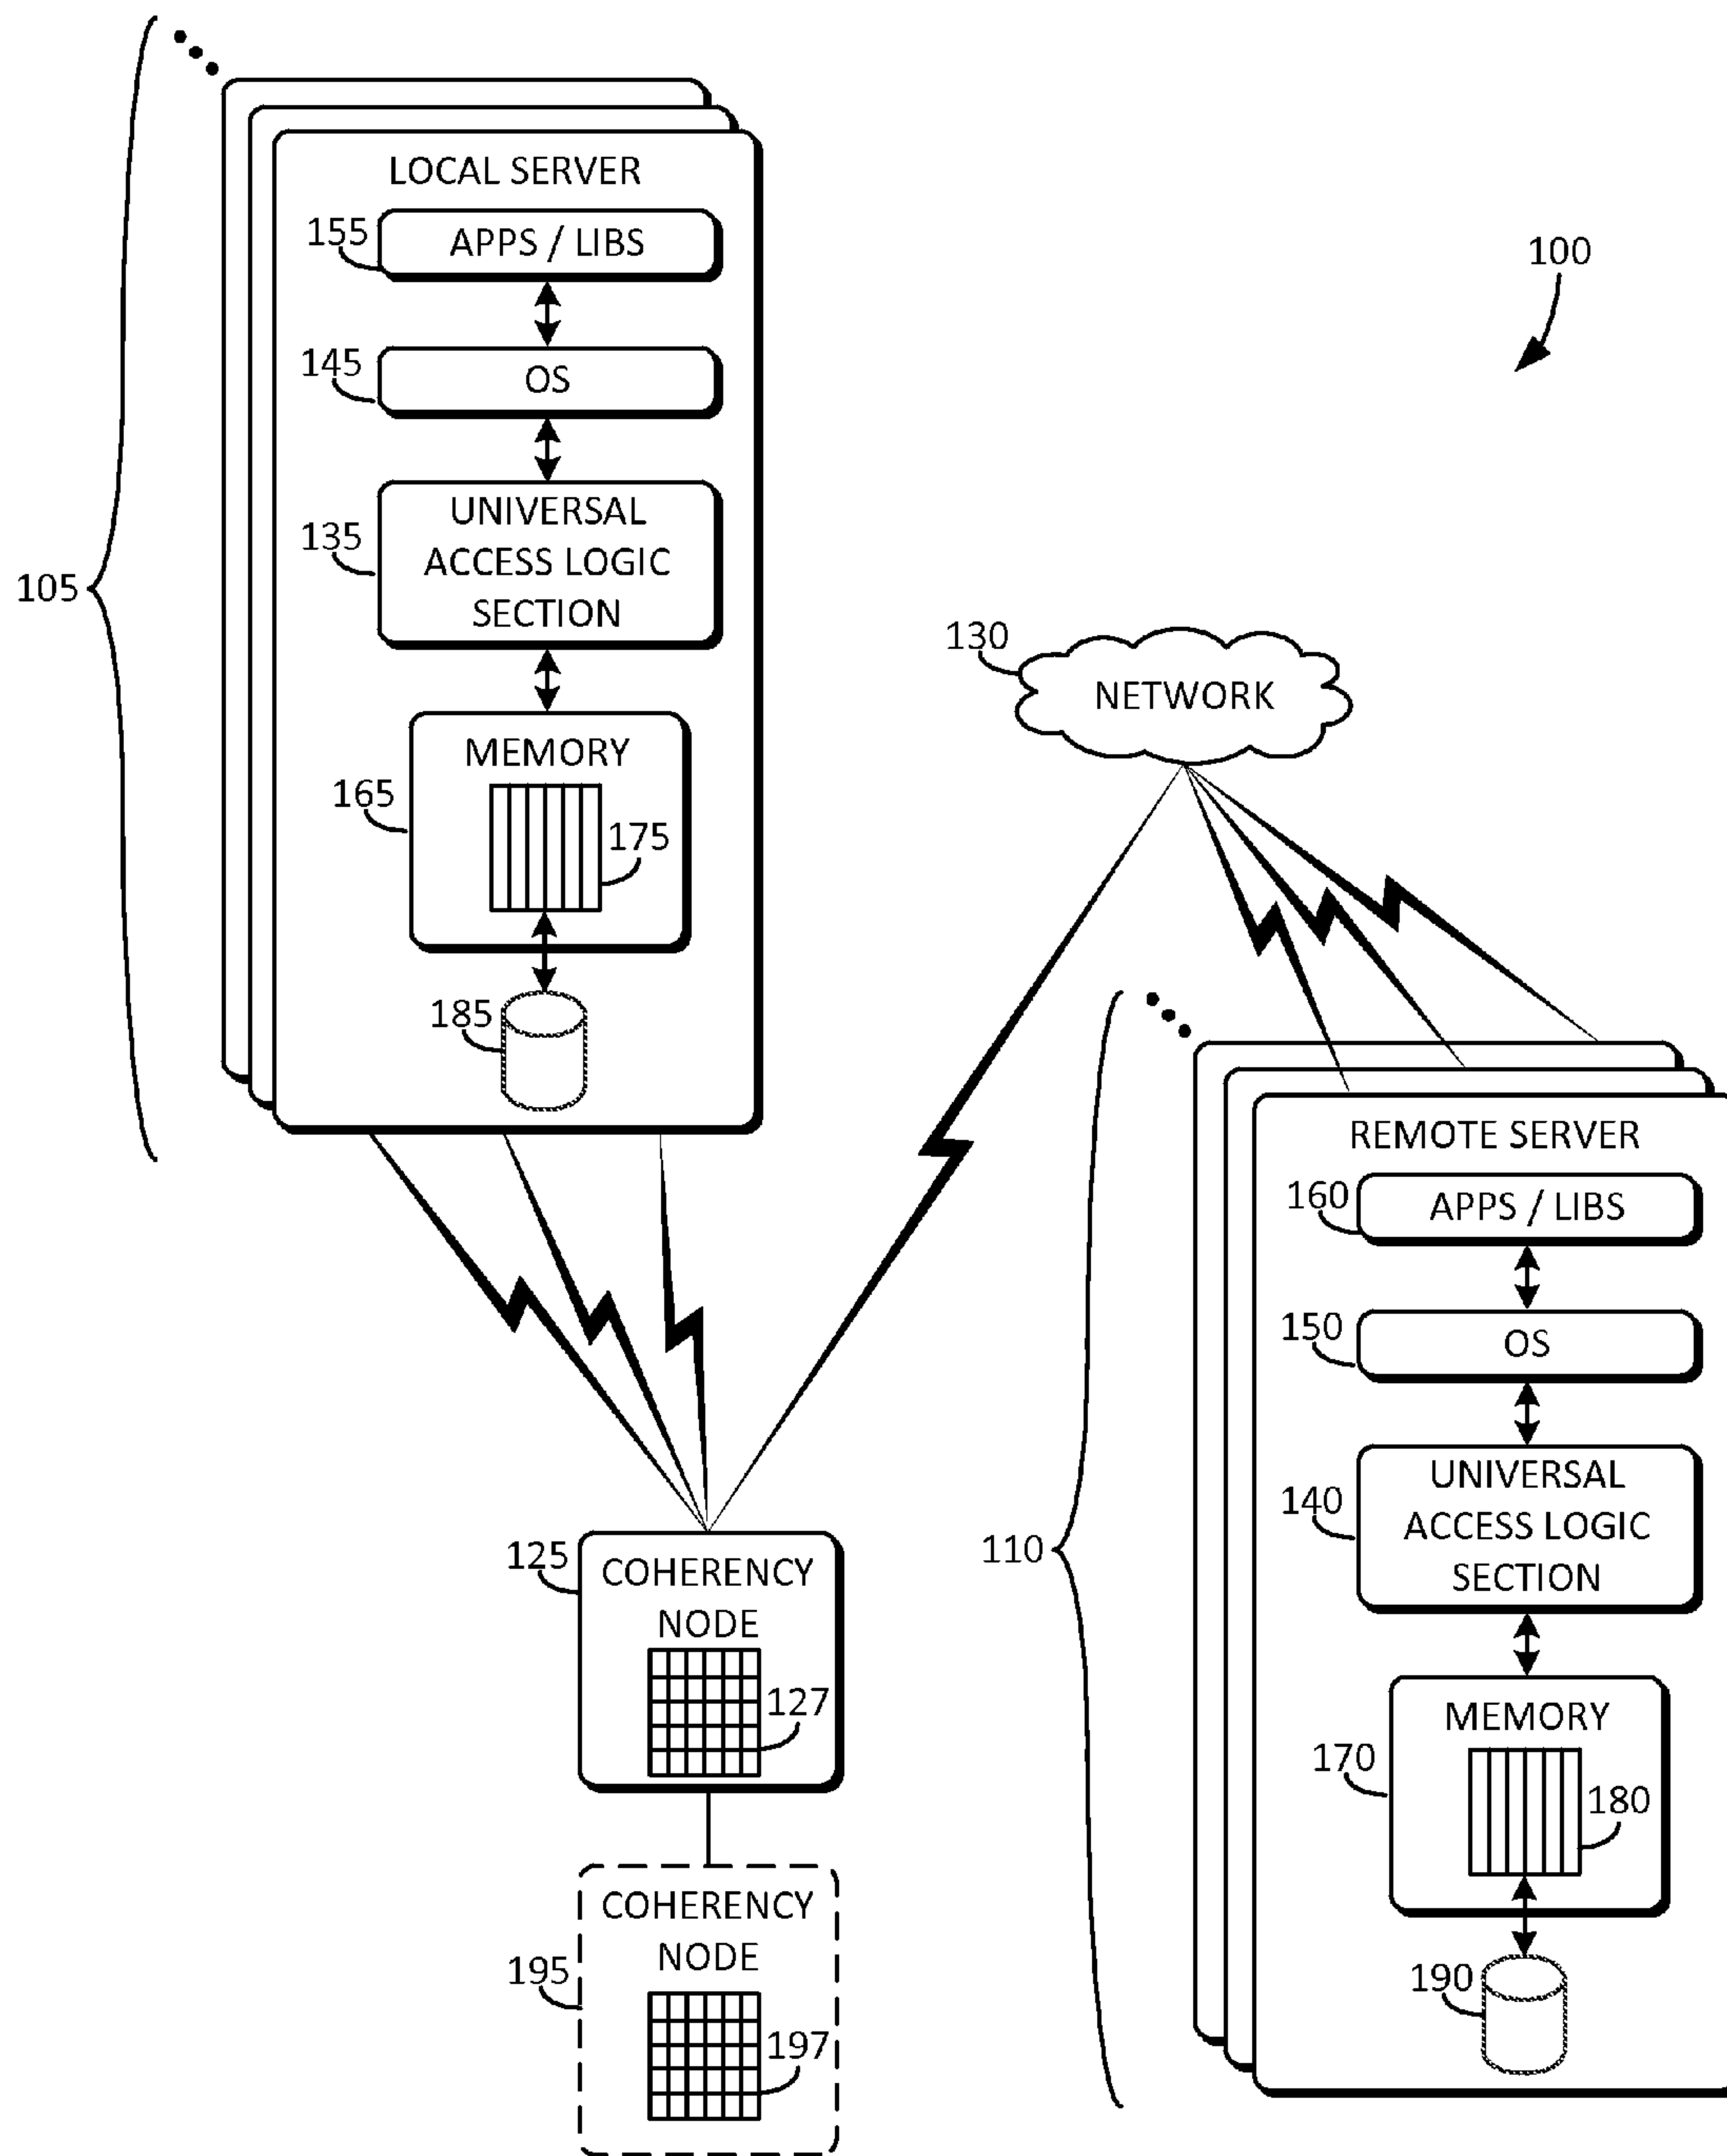 LOCAL SERVER
155
APPS / LIBS
145
OS
135
UNIVERSAL
ACCESS LOGIC
SECTION
105
MEMORY
165
175
185
100
130
NETWORK
125
COHERENCY
NODE
127
COHERENCY
NODE
195
197
REMOTE SERVER
160
APPS / LIBS
150
OS
140
UNIVERSAL
ACCESS LOGIC
SECTION
110
MEMORY
170
180
190